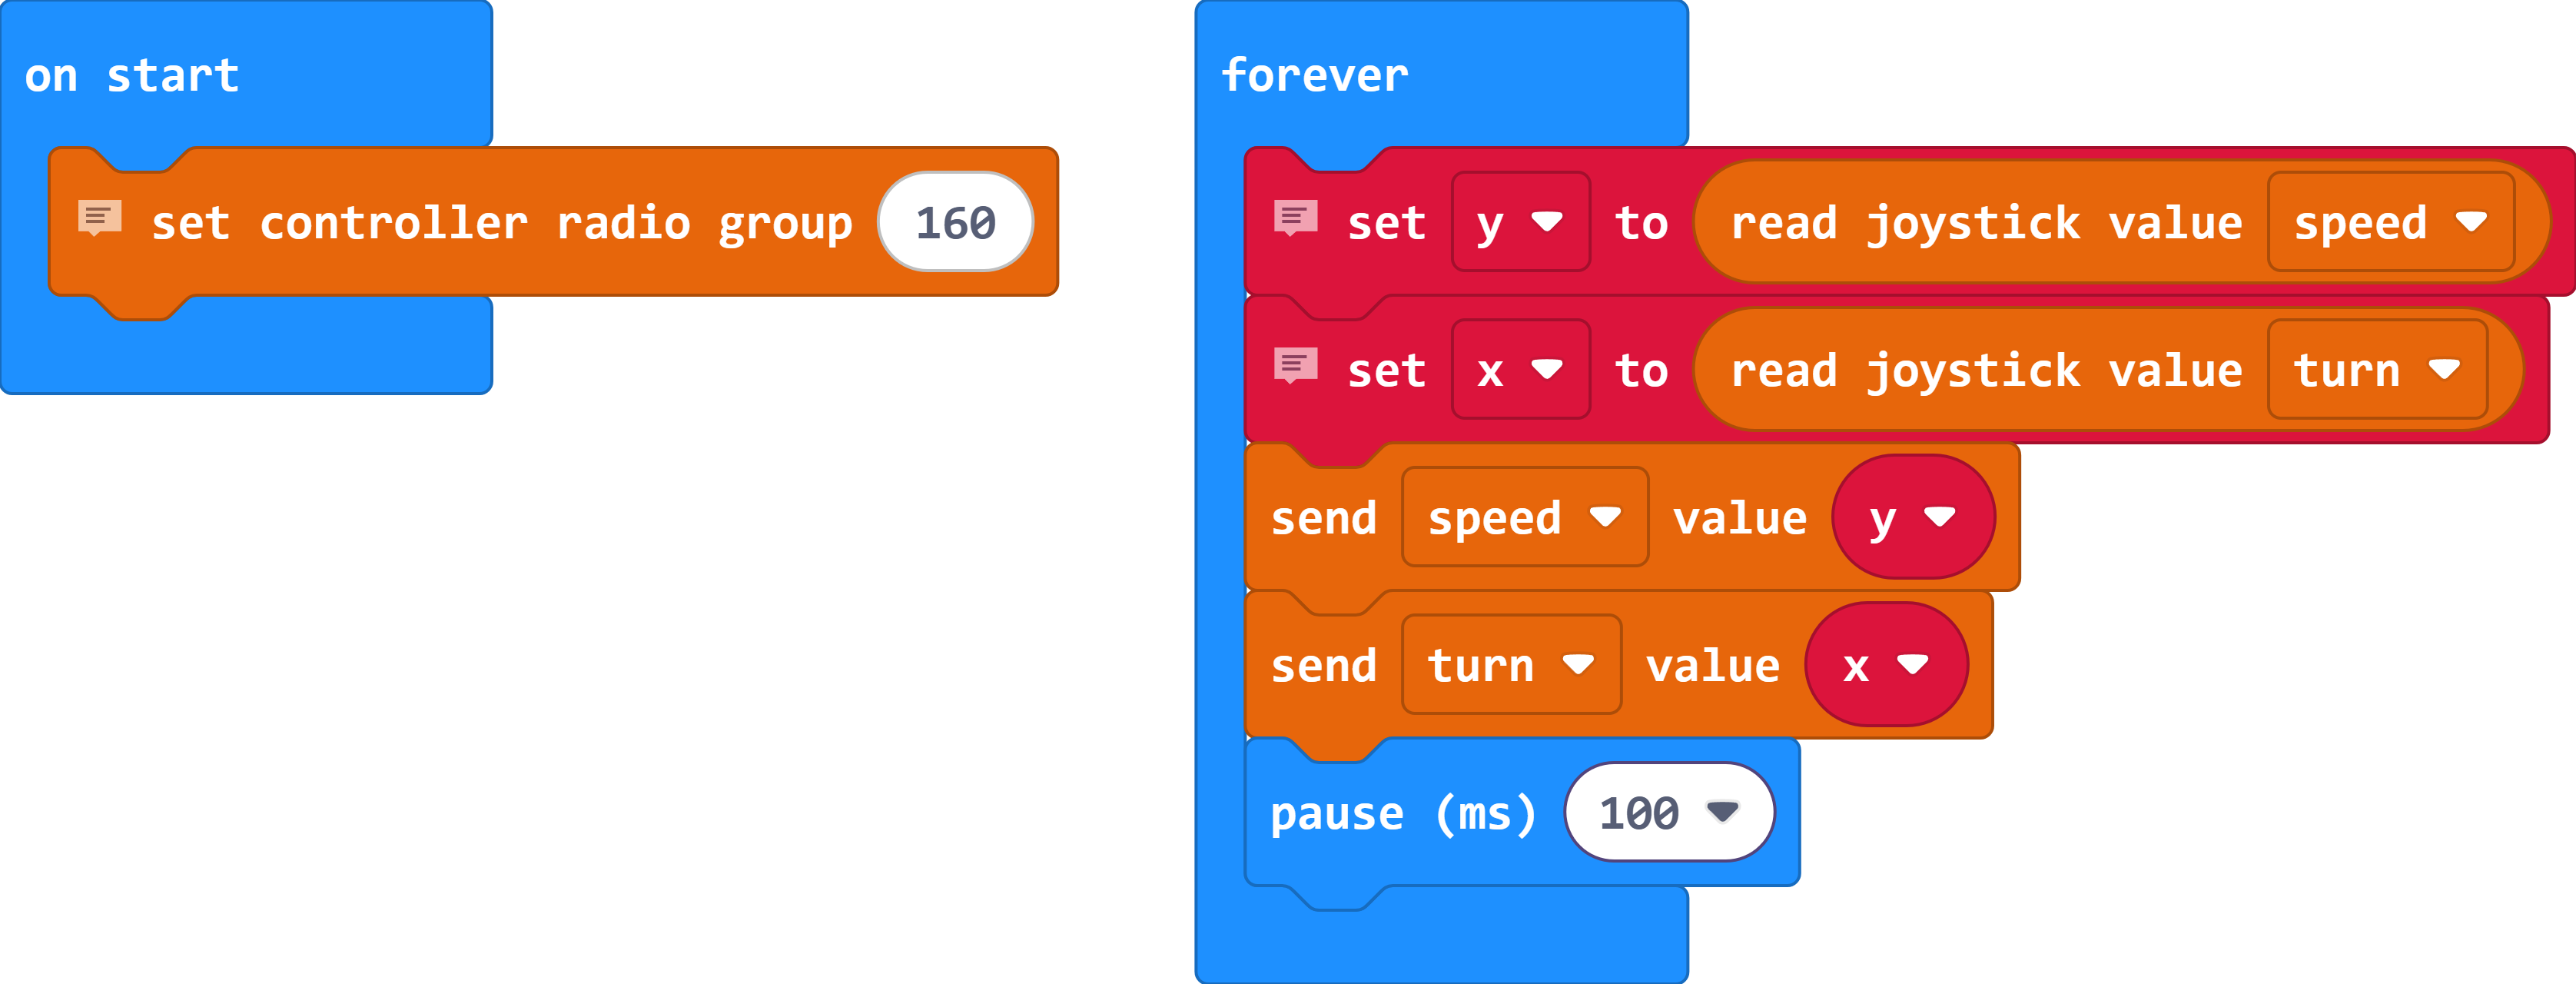 on start
set controller radio group 160
forever
set y to read joystick value speed
set x to read joystick value turn
send speed value y
send turn value x
pause (ms) 100